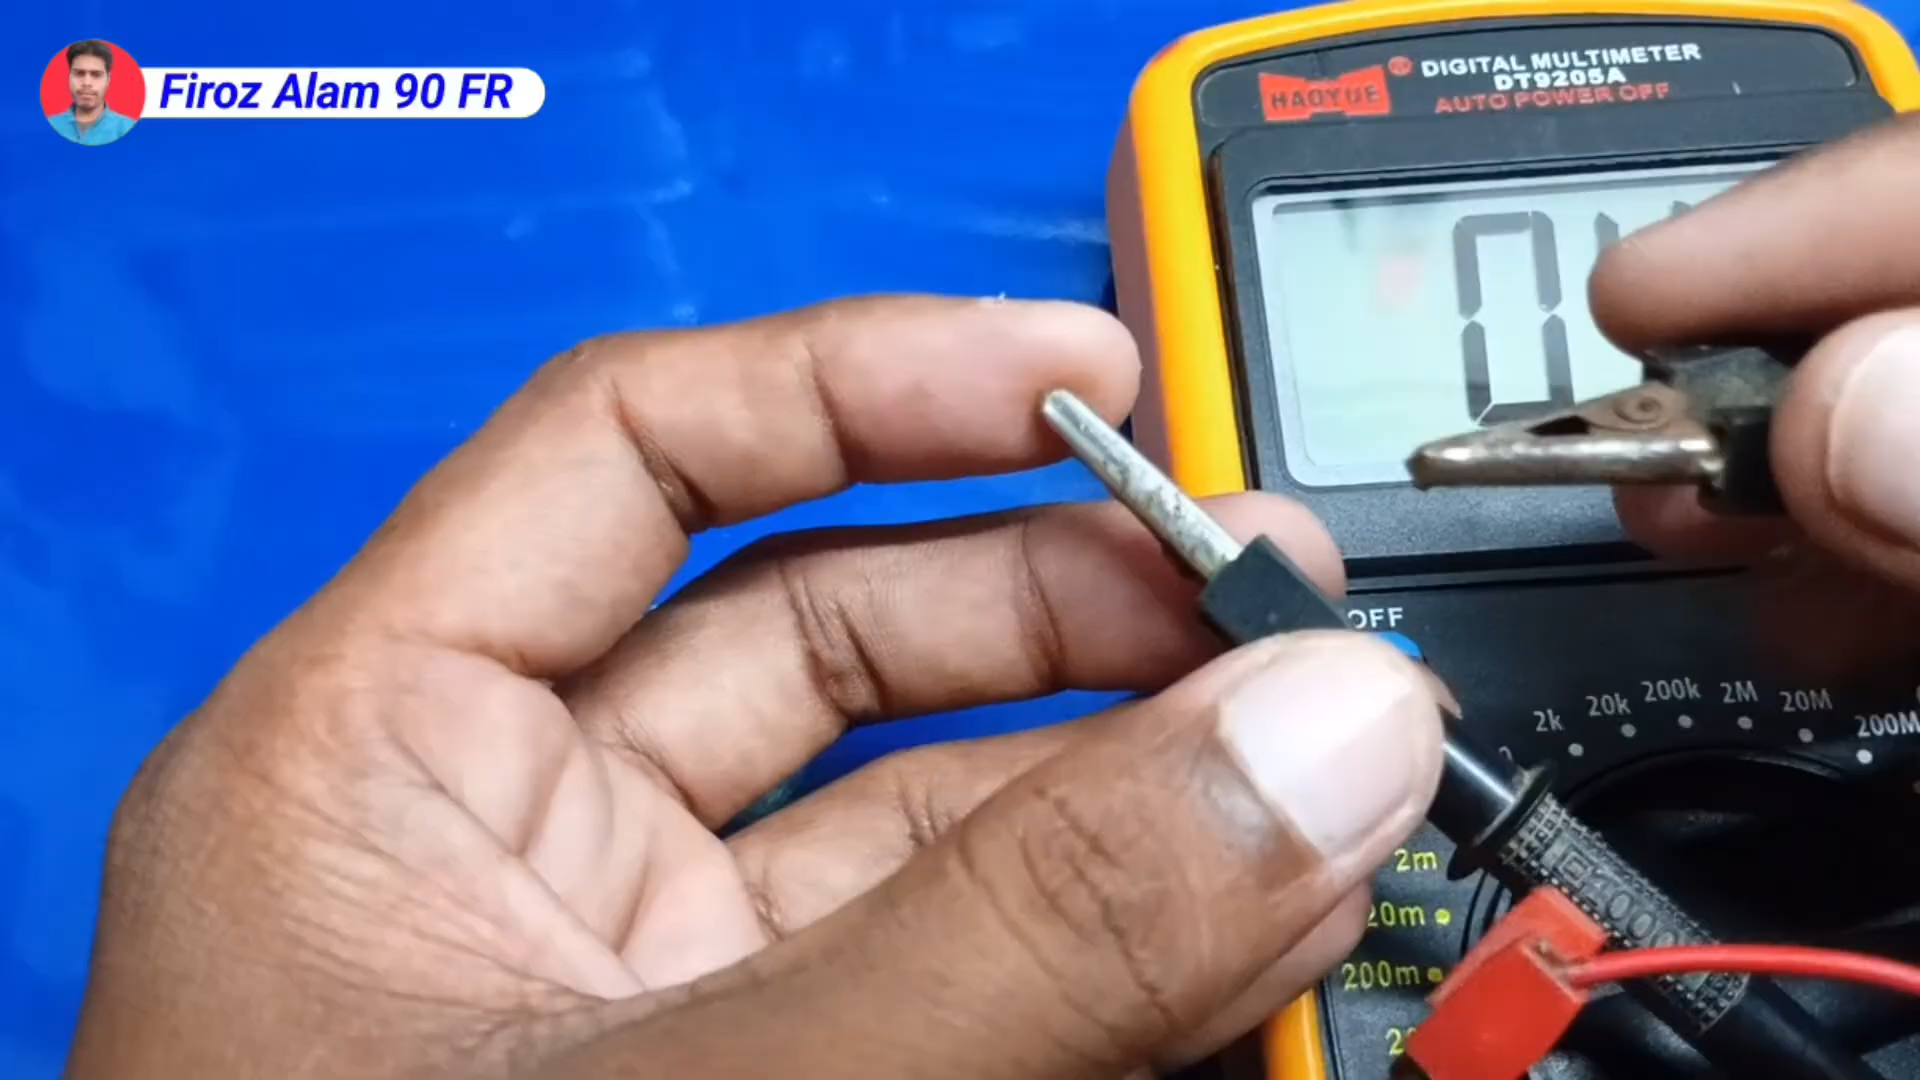 Firoz Alam 90 FR
HAOYUE
DIGITAL MULTIMETER
DT9205A
AUTO POWER OFF
OFF
2k 20k 200k 2M 20M 200M
2m
20m
200m